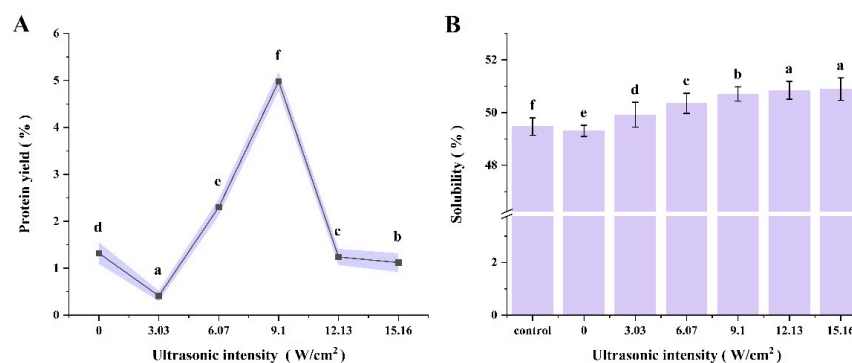 A
Protein yield ( % )
6
5
4
3
2
1
0
d
a
e
f
c
b
0 3.03 6.07 9.1 12.13 15.16
Ultrasonic intensity ( W/cm² )
B
Solubility ( % )
52
50
48
2
0
f
e
d
c
b
a
a
control 0 3.03 6.07 9.1 12.13 15.16
Ultrasonic intensity ( W/cm² )